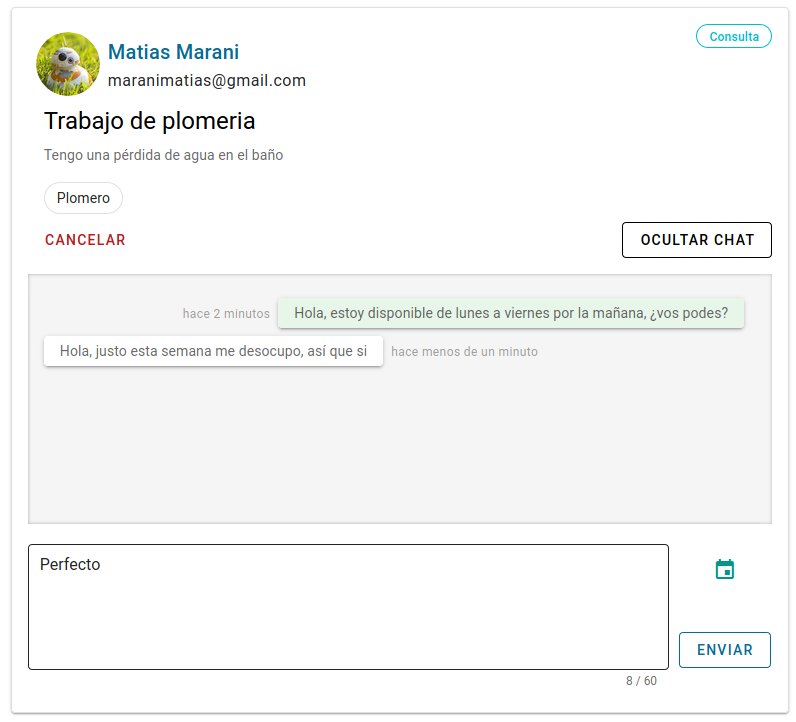 Consulta
Matias Marani
maranimatias@gmail.com
Trabajo de plomeria
Tengo una pérdida de agua en el baño
Plomero
CANCELAR
OCULTAR CHAT
hace 2 minutos
Hola, estoy disponible de lunes a viernes por la mañana, ¿vos podes?
Hola, justo esta semana me desocupo, así que si
hace menos de un minuto
Perfecto
ENVIAR
8 / 60